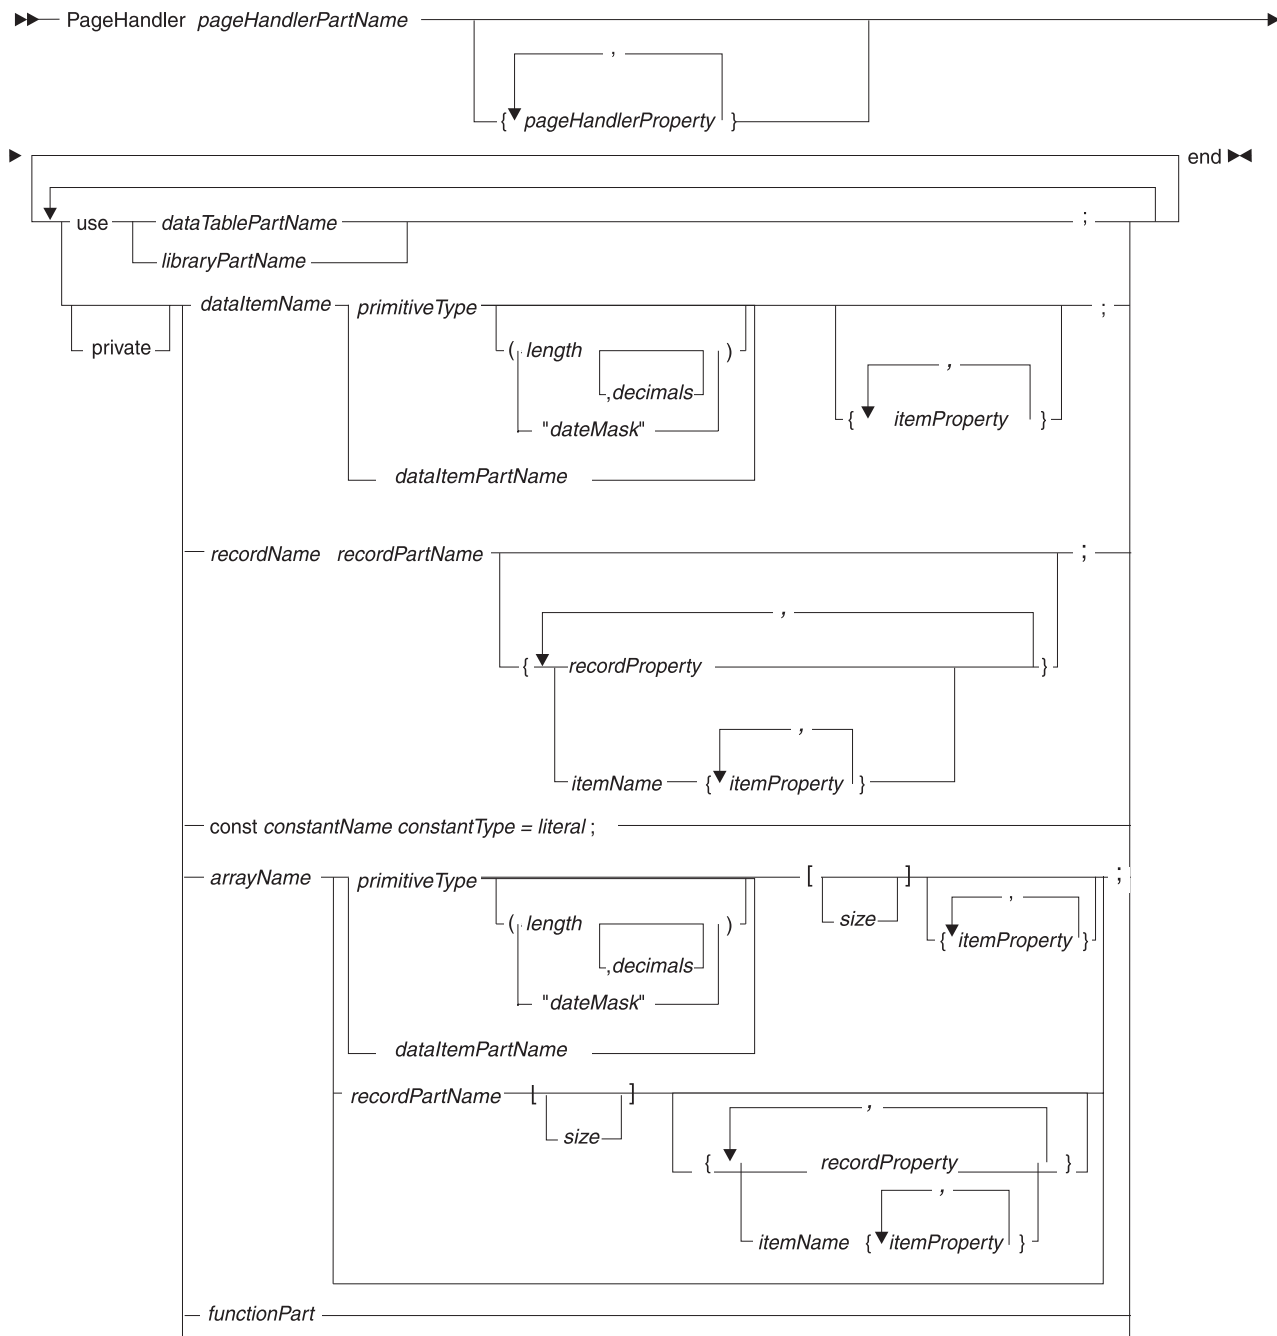 PageHandler pageHandlerPartName
,
{ pageHandlerProperty }
end
use dataTablePartName ;
libraryPartName
dataItemName primitiveType ;
private
( length )
,decimals
"dateMask"
,
{ itemProperty }
dataItemPartName
recordName recordPartName ;
,
{ recordProperty }
,
itemName { itemProperty }
const constantName constantType = literal ;
arrayName primitiveType [ ] ;
size
,
{ itemProperty }
( length )
,decimals
"dateMask"
dataItemPartName
recordPartName [ ]
size
,
{ recordProperty }
,
itemName { itemProperty }
functionPart